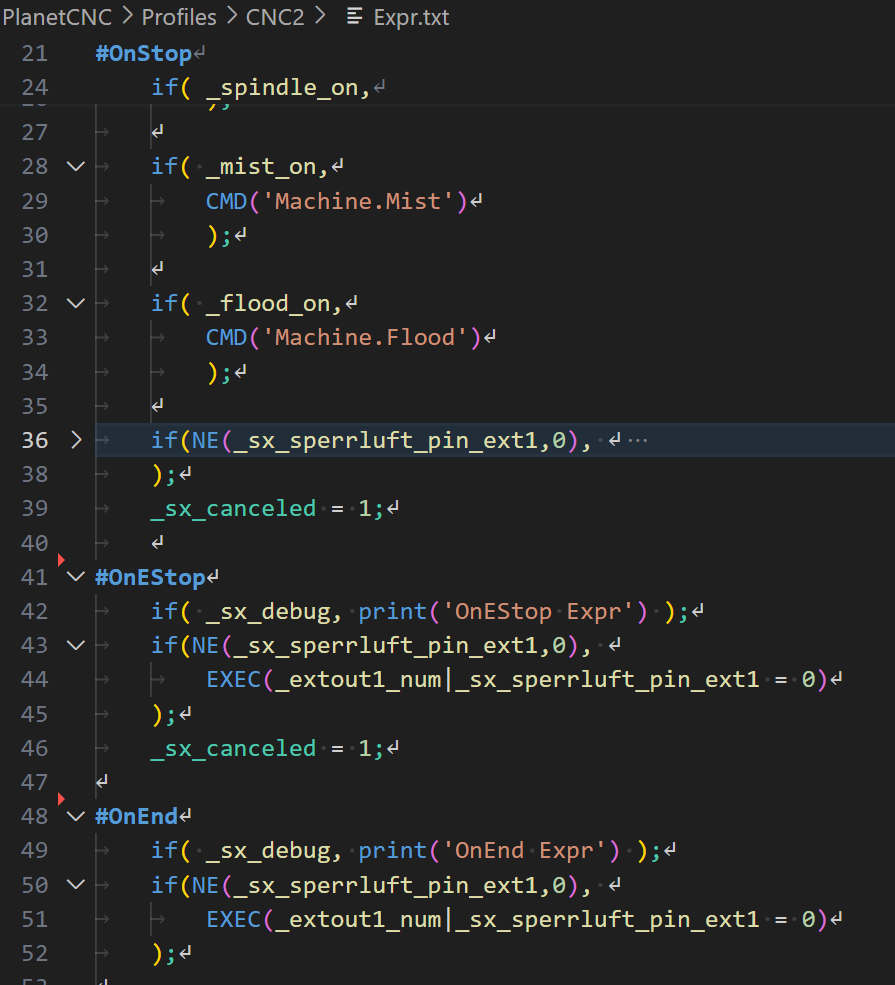 PlanetCNC > Profiles > CNC2 > Expr.txt
21 #OnStop
24 if( _spindle_on,
);
27
28 if( _mist_on,
29 CMD('Machine.Mist')
30 );
31
32 if( _flood_on,
33 CMD('Machine.Flood')
34 );
35
36 if(NE(_sx_sperrluft_pin_ext1,0), ···
38 );
39 _sx_canceled = 1;
40
41 #OnEStop
42 if( _sx_debug, print('OnEStop Expr') );
43 if(NE(_sx_sperrluft_pin_ext1,0),
44 EXEC(_extout1_num|_sx_sperrluft_pin_ext1 = 0)
45 );
46 _sx_canceled = 1;
47
48 #OnEnd
49 if( _sx_debug, print('OnEnd Expr') );
50 if(NE(_sx_sperrluft_pin_ext1,0),
51 EXEC(_extout1_num|_sx_sperrluft_pin_ext1 = 0)
52 );